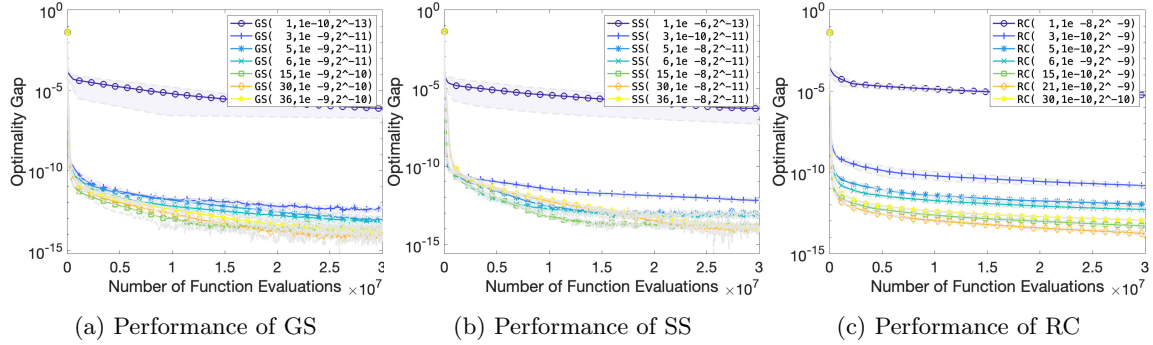 10^0
10^-5
10^-10
10^-15
Optimality Gap
GS( 1,1e-10,2^-13)
GS( 3,1e -9,2^-11)
GS( 5,1e -9,2^-11)
GS( 6,1e -9,2^-11)
GS( 15,1e -9,2^-10)
GS( 30,1e -9,2^-10)
GS( 36,1e -9,2^-10)
0 0.5 1 1.5 2 2.5 3
Number of Function Evaluations ×10^7
(a) Performance of GS
10^0
10^-5
10^-10
10^-15
Optimality Gap
SS( 1,1e -6,2^-13)
SS( 3,1e-10,2^-11)
SS( 5,1e -8,2^-11)
SS( 6,1e -8,2^-11)
SS( 15,1e -8,2^-11)
SS( 30,1e -8,2^-11)
SS( 36,1e -8,2^-11)
0 0.5 1 1.5 2 2.5 3
Number of Function Evaluations ×10^7
(b) Performance of SS
10^0
10^-5
10^-10
10^-15
Optimality Gap
RC( 1,1e -8,2^ -9)
RC( 3,1e-10,2^ -9)
RC( 5,1e-10,2^ -9)
RC( 6,1e -9,2^ -9)
RC( 15,1e-10,2^ -9)
RC( 21,1e-10,2^ -9)
RC( 30,1e-10,2^-10)
0 0.5 1 1.5 2 2.5 3
Number of Function Evaluations ×10^7
(c) Performance of RC